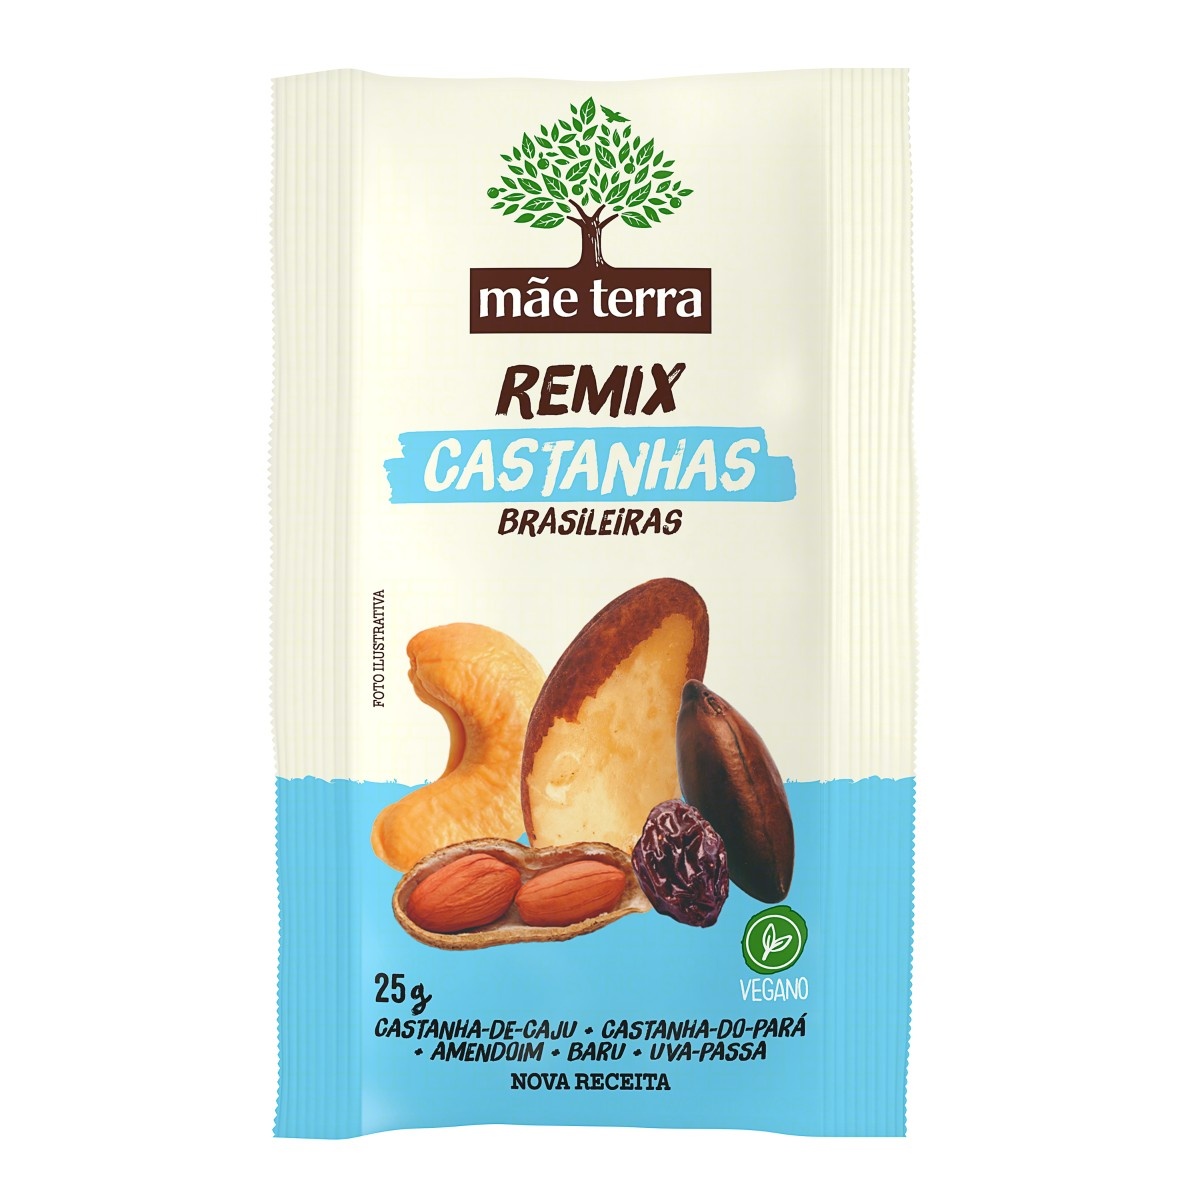 mãe terra
REMIX
CASTANHAS
BRASILEIRAS
FOTO ILUSTRATIVA
25g
VEGANO
CASTANHA-DE-CAJU • CASTANHA-DO-PARÁ
• AMENDOIM • BARU • UVA-PASSA
NOVA RECEITA